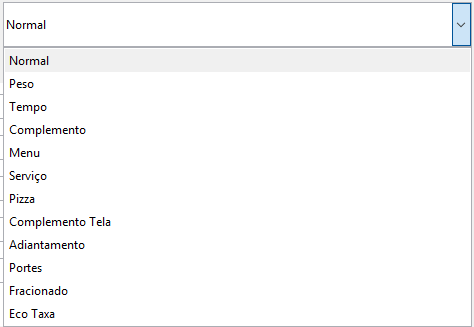 Normal
Normal
Peso
Tempo
Complemento
Menu
Serviço
Pizza
Complemento Tela
Adiantamento
Portes
Fracionado
Eco Taxa